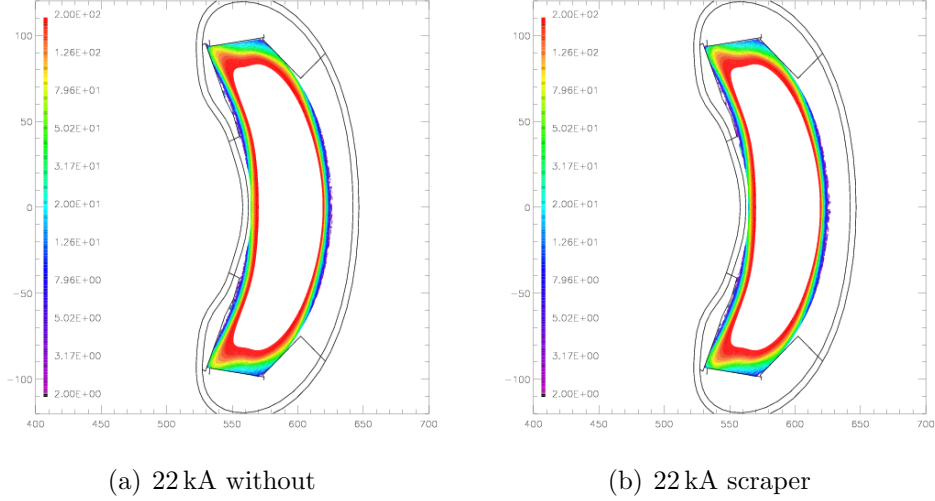 2.00E+02
1.26E+02
7.96E+01
5.02E+01
3.17E+01
2.00E+01
1.26E+01
7.96E+00
5.02E+00
3.17E+00
2.00E+00
100
50
0
−50
−100
400 450 500 550 600 650 700
2.00E+02
1.26E+02
7.96E+01
5.02E+01
3.17E+01
2.00E+01
1.26E+01
7.96E+00
5.02E+00
3.17E+00
2.00E+00
100
50
0
−50
−100
400 450 500 550 600 650 700
(a) 22 kA without
(b) 22 kA scraper